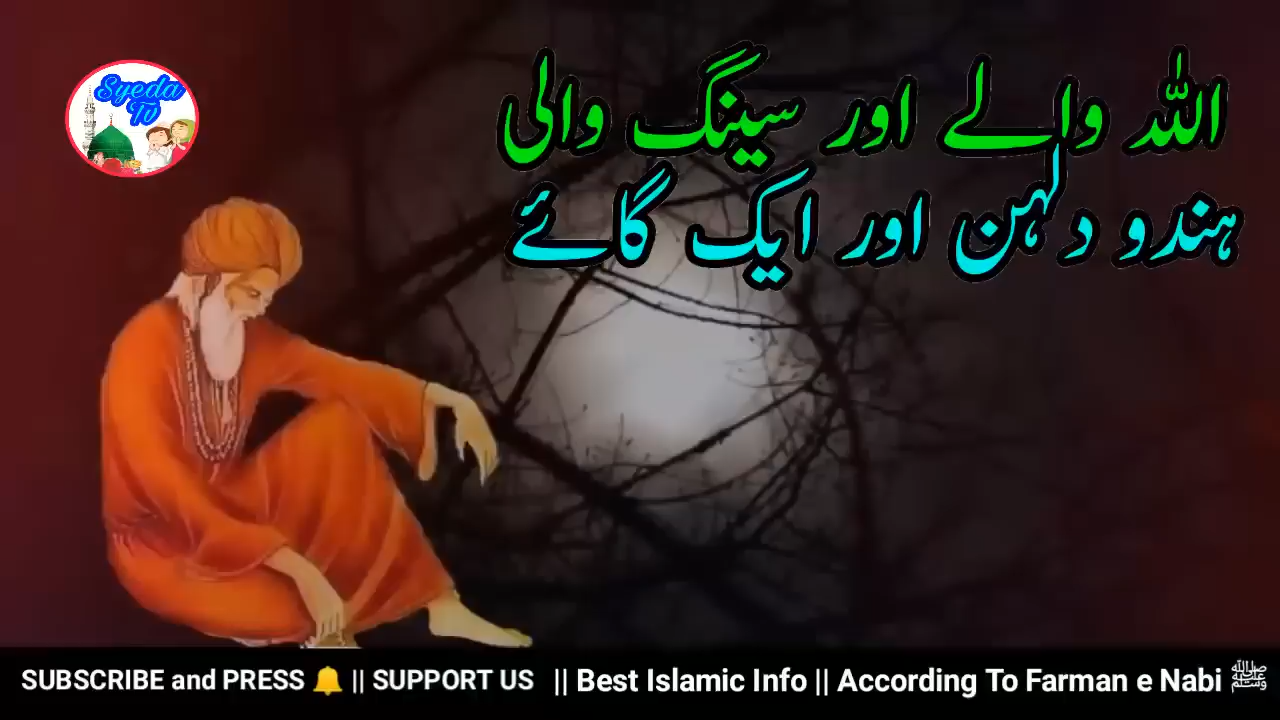 Syeda
Tv
اللہ والے اور سینگ والی
ہندو دلہن اور ایک گائے
SUBSCRIBE and PRESS 🔔 || SUPPORT US || Best Islamic Info || According To Farman e Nabi ﷺ